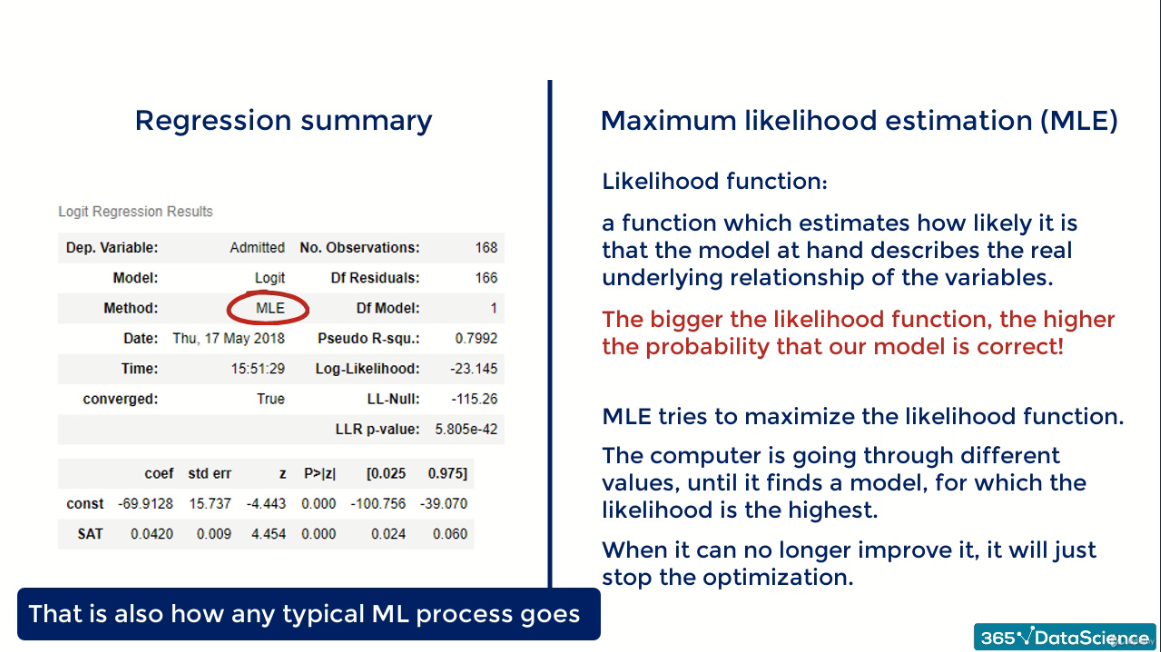 Regression summary
Logit Regression Results
Dep. Variable: Admitted No. Observations: 168
Model: Logit Df Residuals: 166
Method: MLE Df Model: 1
Date: Thu, 17 May 2018 Pseudo R-squ.: 0.7992
Time: 15:51:29 Log-Likelihood: -23.145
converged: True LL-Null: -115.26
LLR p-value: 5.805e-42
coef std err z P>|z| [0.025 0.975]
const -69.9128 15.737 -4.443 0.000 -100.756 -39.070
SAT 0.0420 0.009 4.454 0.000 0.024 0.060
That is also how any typical ML process goes
Maximum likelihood estimation (MLE)
Likelihood function:
a function which estimates how likely it is
that the model at hand describes the real
underlying relationship of the variables.
The bigger the likelihood function, the higher
the probability that our model is correct!
MLE tries to maximize the likelihood function.
The computer is going through different
values, until it finds a model, for which the
likelihood is the highest.
When it can no longer improve it, it will just
stop the optimization.
365 DataScience